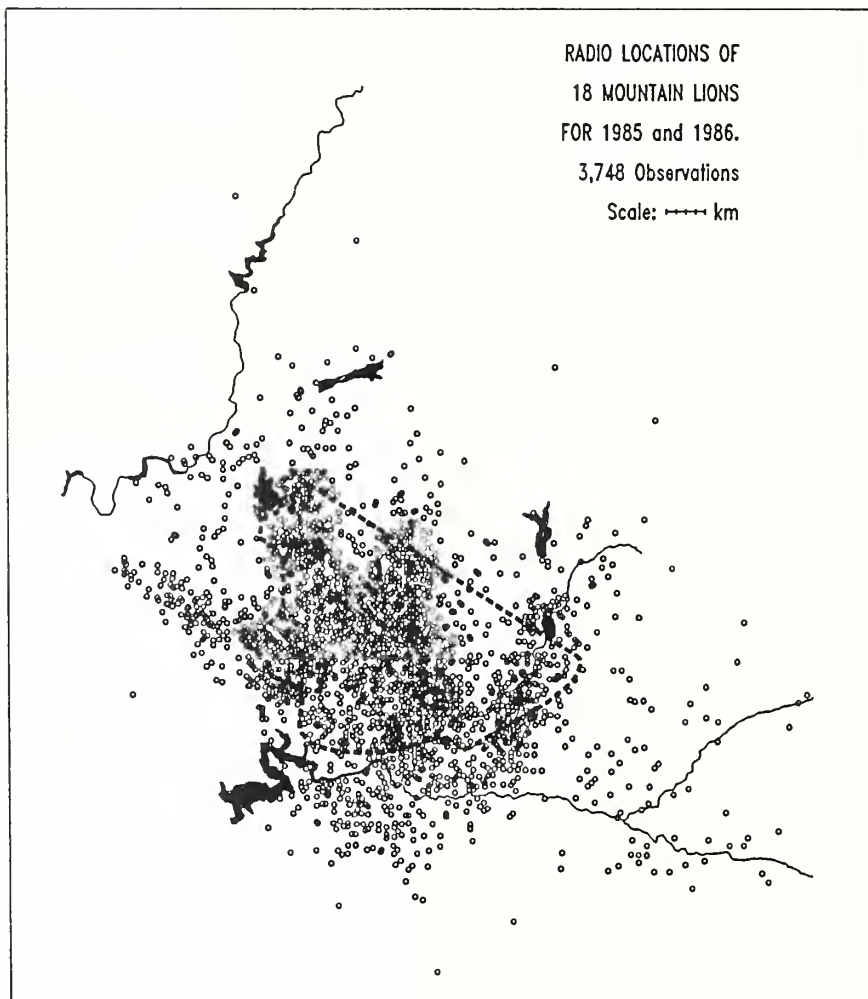 RADIO LOCATIONS OF
18 MOUNTAIN LIONS
FOR 1985 and 1986.
3,748 Observations
Scale: km